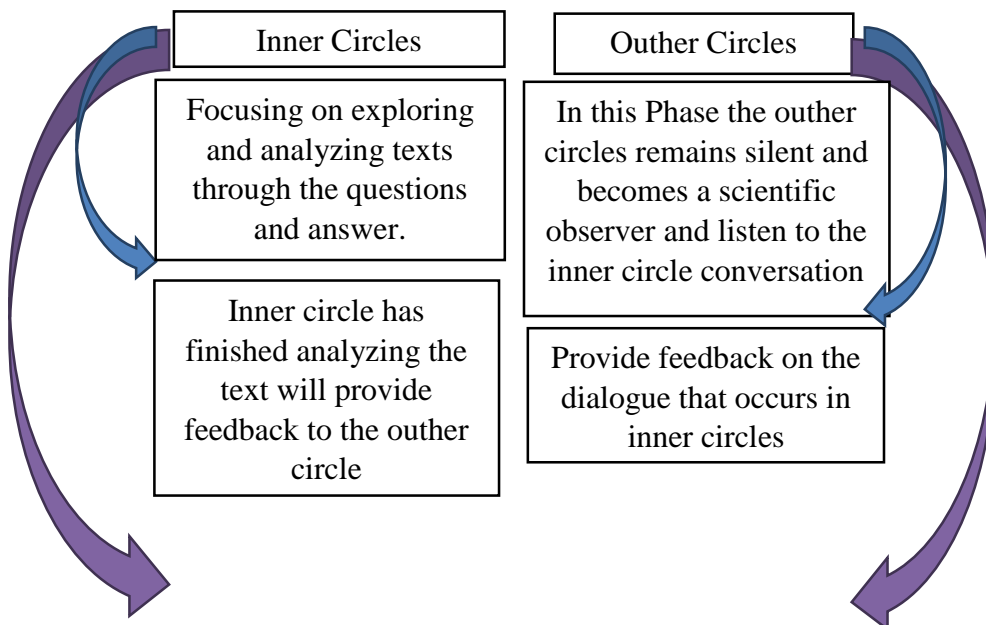 Inner Circles
Focusing on exploring
and analyzing texts
through the questions
and answer.
Inner circle has
finished analyzing the
text will provide
feedback to the outher
circle
Outher Circles
In this Phase the outher
circles remains silent and
becomes a scientific
observer and listen to the
inner circle conversation
Provide feedback on the
dialogue that occurs in
inner circles